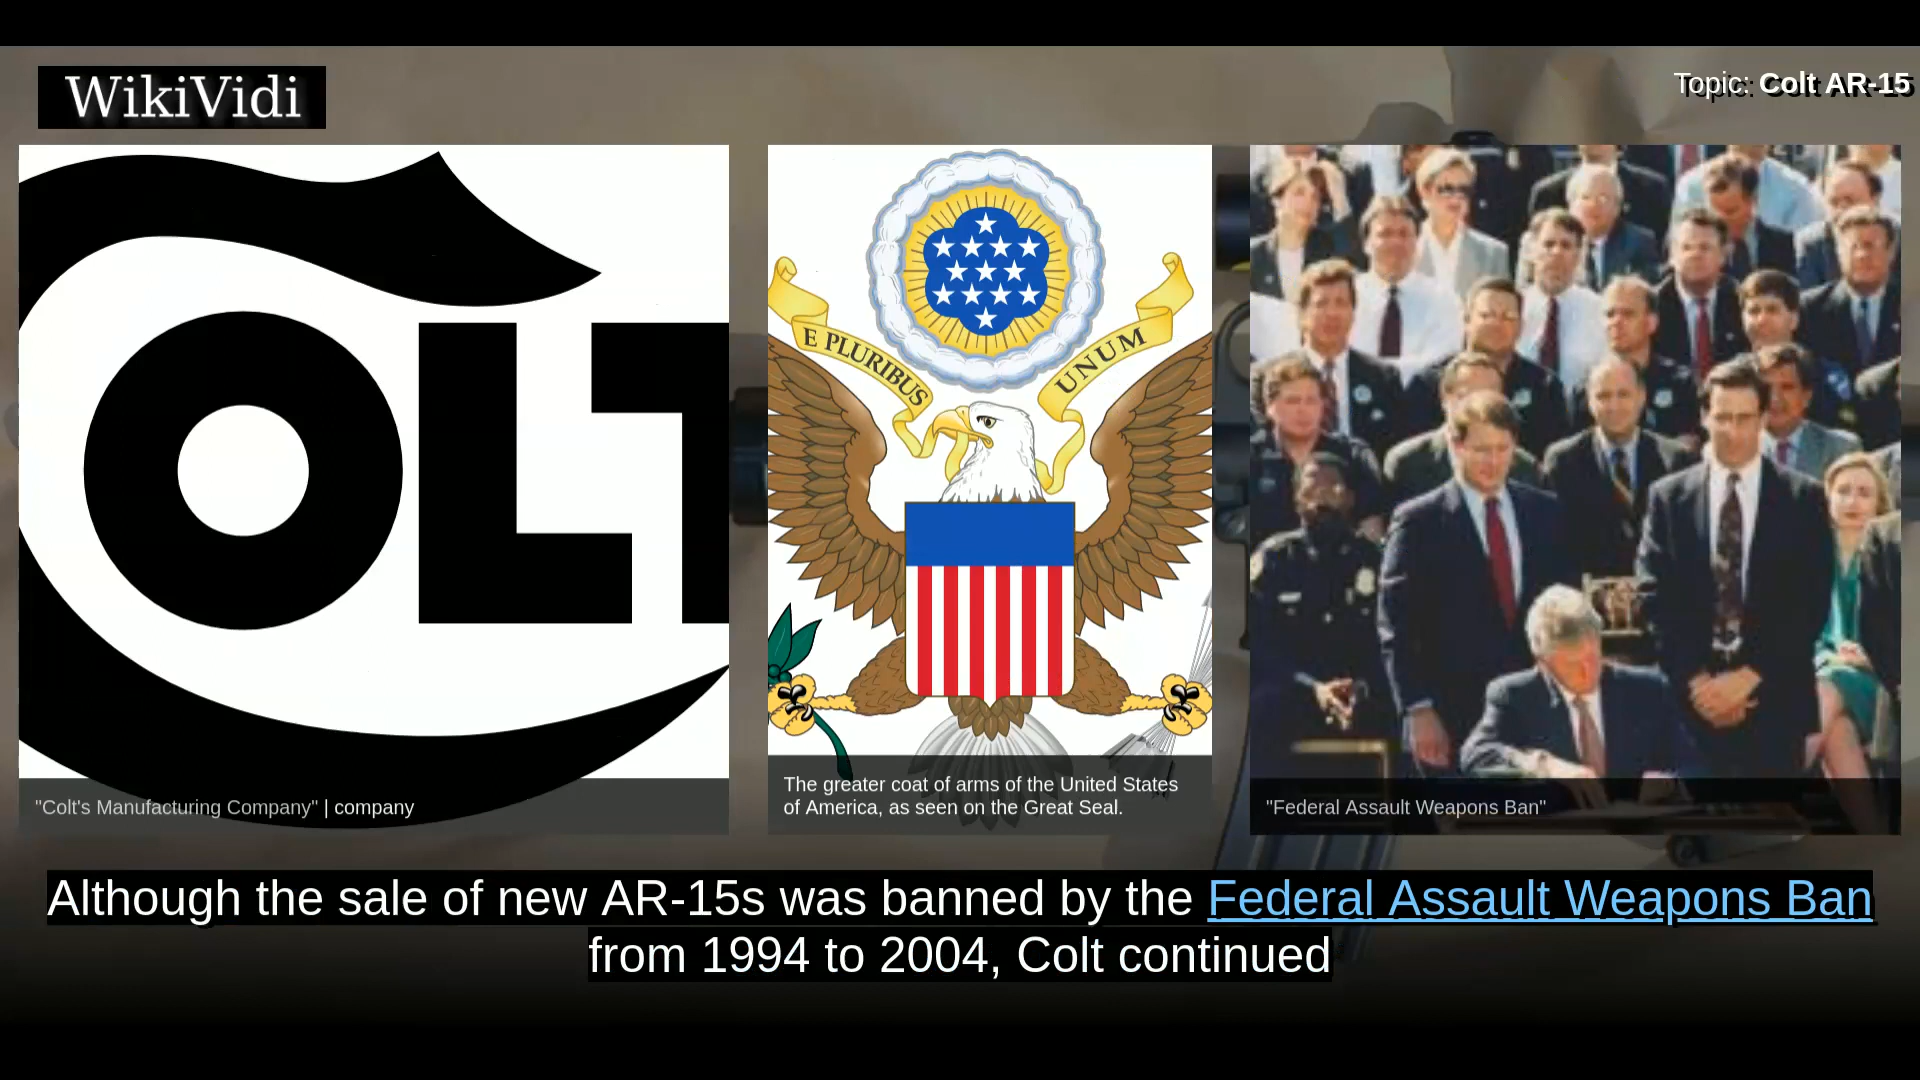 WikiVidi
Topic: Colt AR-15
OLT
E PLURIBUS UNUM
"Colt's Manufacturing Company" | company
The greater coat of arms of the United States
of America, as seen on the Great Seal.
"Federal Assault Weapons Ban"
Although the sale of new AR-15s was banned by the Federal Assault Weapons Ban
from 1994 to 2004, Colt continued